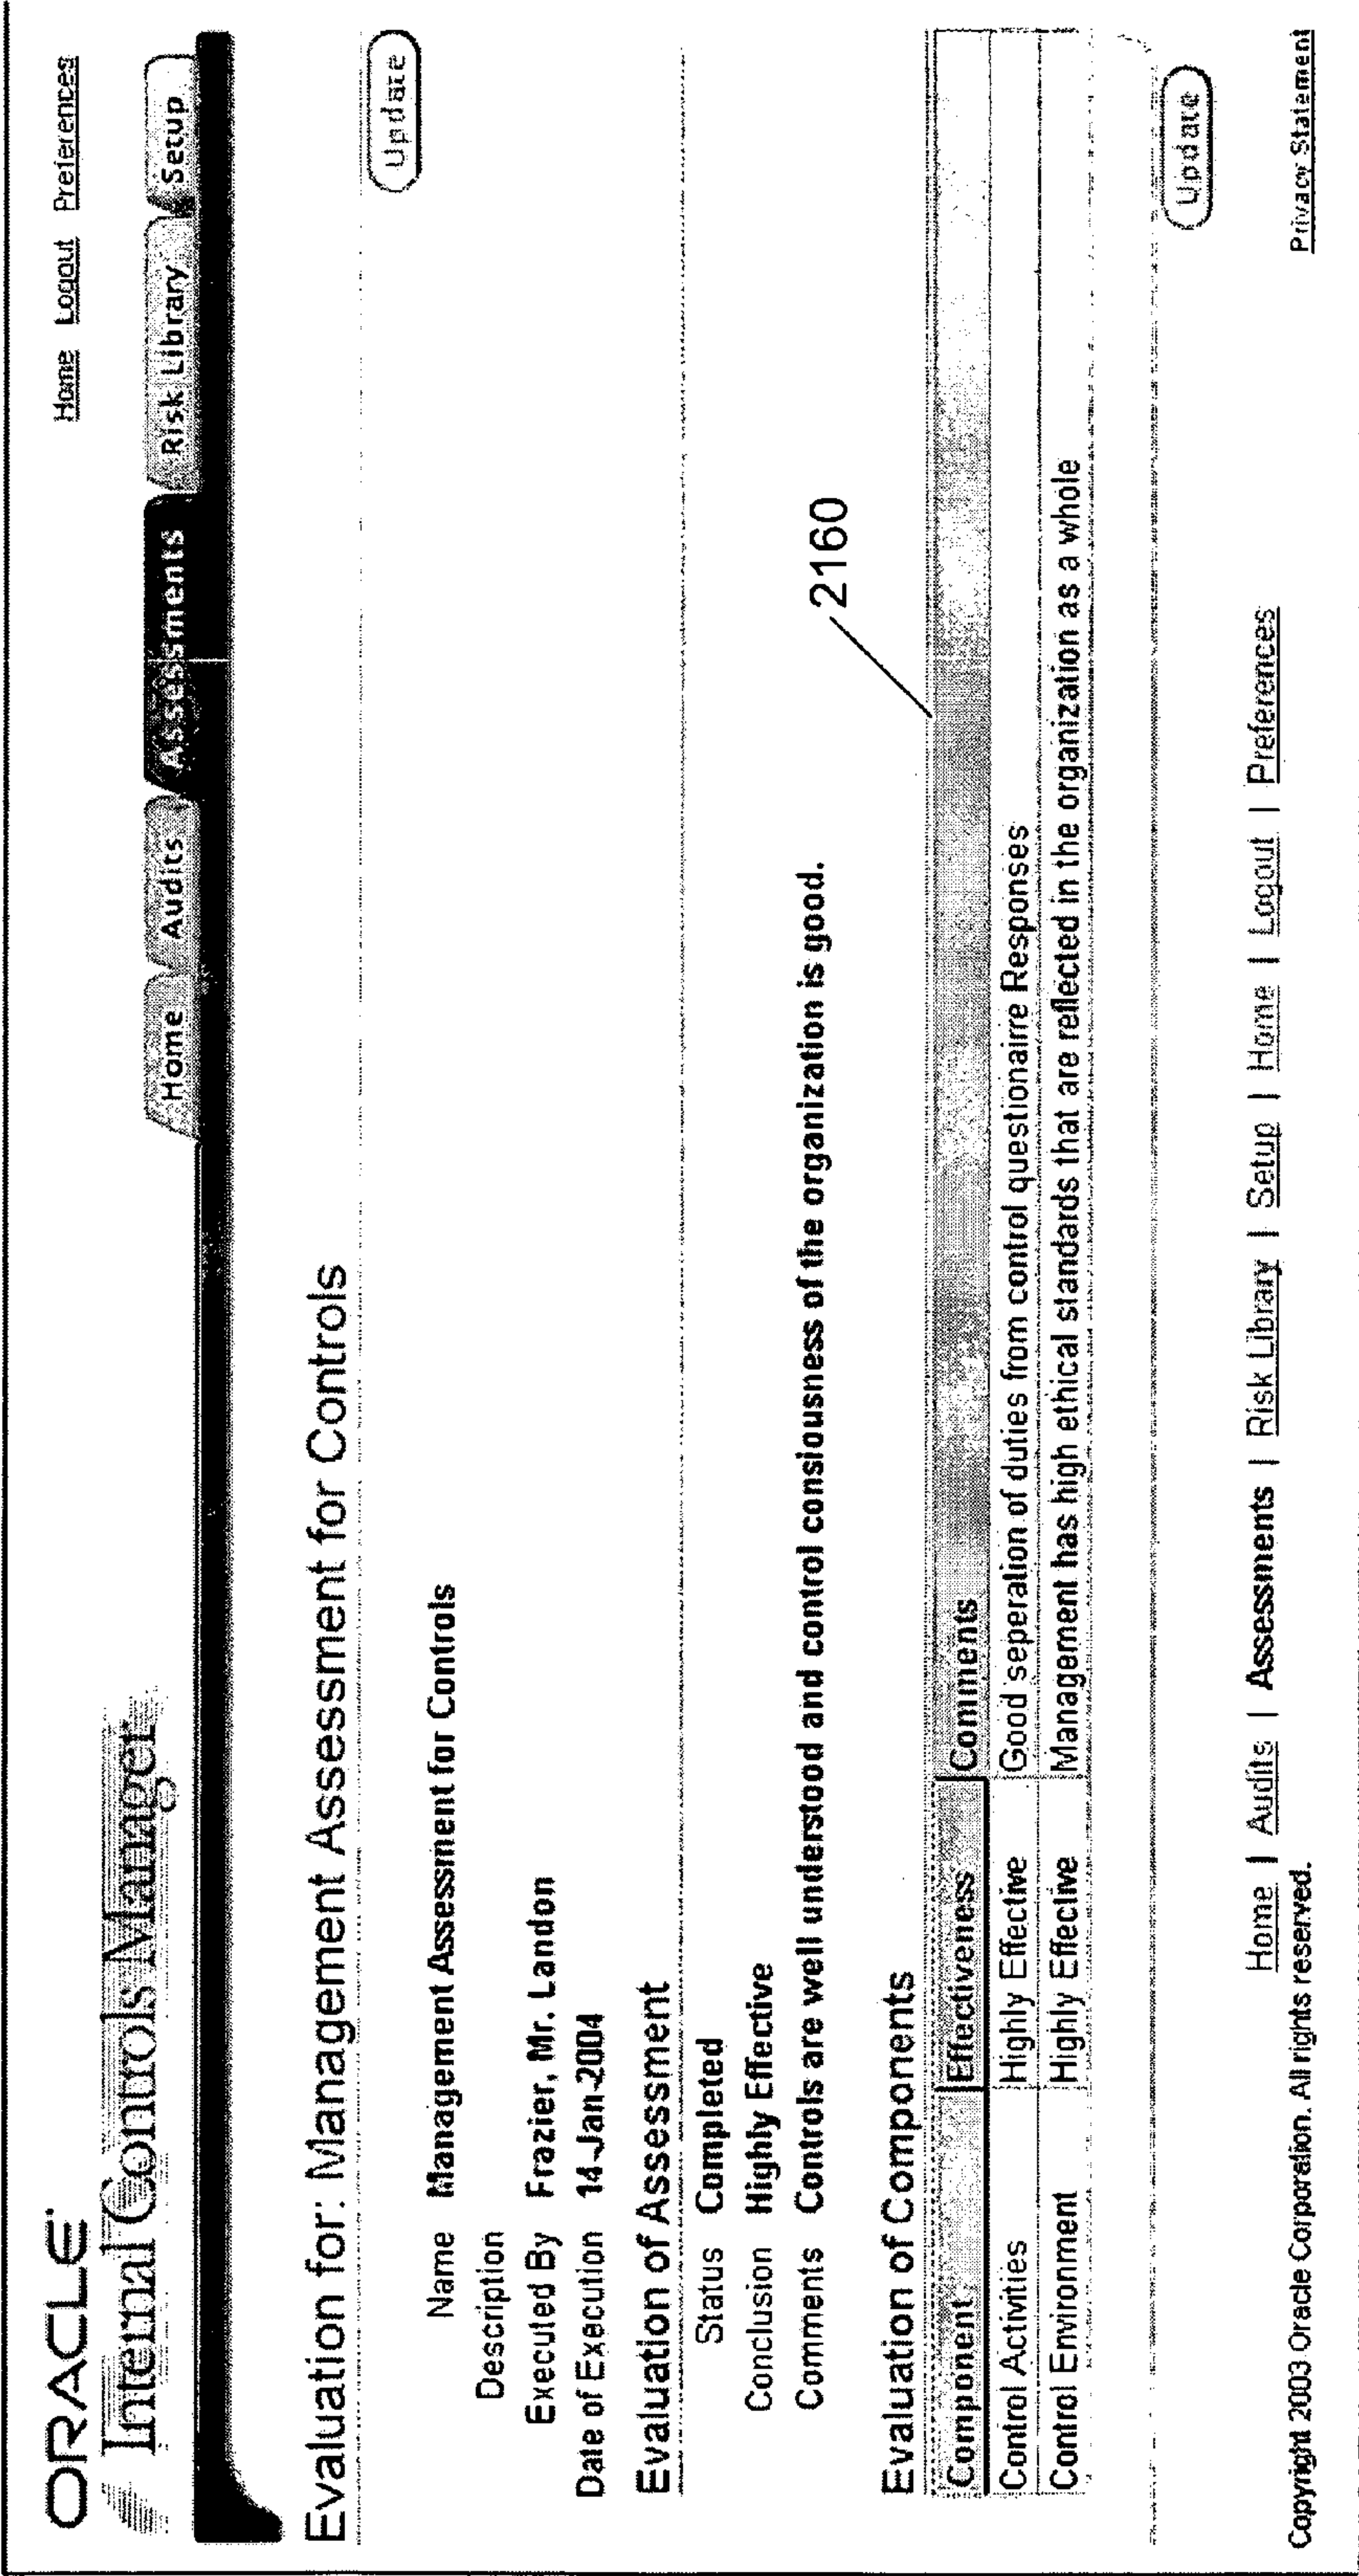 ORACLE
Internal Controls Manager
Home Logout Preferences
Home Audits Assessments Risk Library Setup
Evaluation for: Management Assessment for Controls
Update
Name Management Assessment for Controls
Description
Executed By Frazier, Mr. Landon
Date of Execution 14-Jan-2004
Evaluation of Assessment
Status Completed
Conclusion Highly Effective
Comments Controls are well understood and control consiousness of the organization is good.
2160
Evaluation of Components
Component Effectiveness Comments
Control Activities Highly Effective Good seperation of duties from control questionairre Responses
Control Environment Highly Effective Management has high ethical standards that are reflected in the organization as a whole
Update
Home | Audits | Assessments | Risk Library | Setup | Home | Logout | Preferences
Copyright 2003 Oracle Corporation. All rights reserved.
Privacy Statement